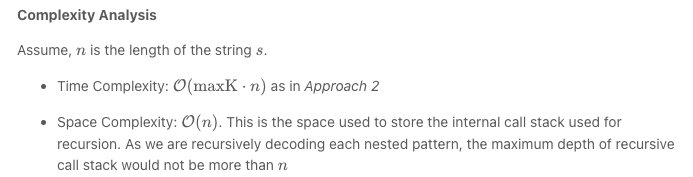 Complexity Analysis
Assume, n is the length of the string s.
• Time Complexity: O(maxK · n) as in Approach 2
• Space Complexity: O(n). This is the space used to store the internal call stack used for
recursion. As we are recursively decoding each nested pattern, the maximum depth of recursive
call stack would not be more than n